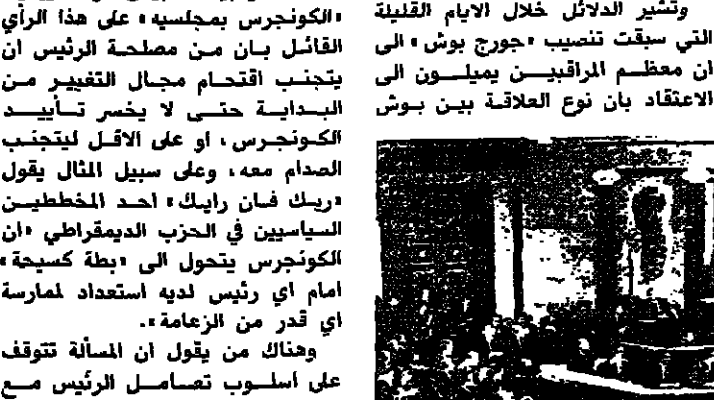 وتشير الدلائل خلال الايام القليلة
التي سبقت تنصيب «جورج بوش» الى
ان معظم المراقبين يميلون الى
الاعتقاد بان نوع العلاقة بين بوش
«الكونجرس بمجلسيه» على هذا الرأي
القائل بان من مصلحة الرئيس ان
يتجنب اقتحام مجال التغيير من
البداية حتى لا يخسر تأييد
الكونجرس، او على الاقل ليتجنب
الصدام معه، وعلى سبيل المثال يقول
«ريك فان رايك» احد المخططين
السياسيين في الحزب الديمقراطي «ان
الكونجرس يتحول الى «بطة كسيحة»
امام اي رئيس لديه استعداد لممارسة
اي قدر من الزعامة».
وهناك من يقول ان المسألة تتوقف
على اسلوب تعامل الرئيس مع